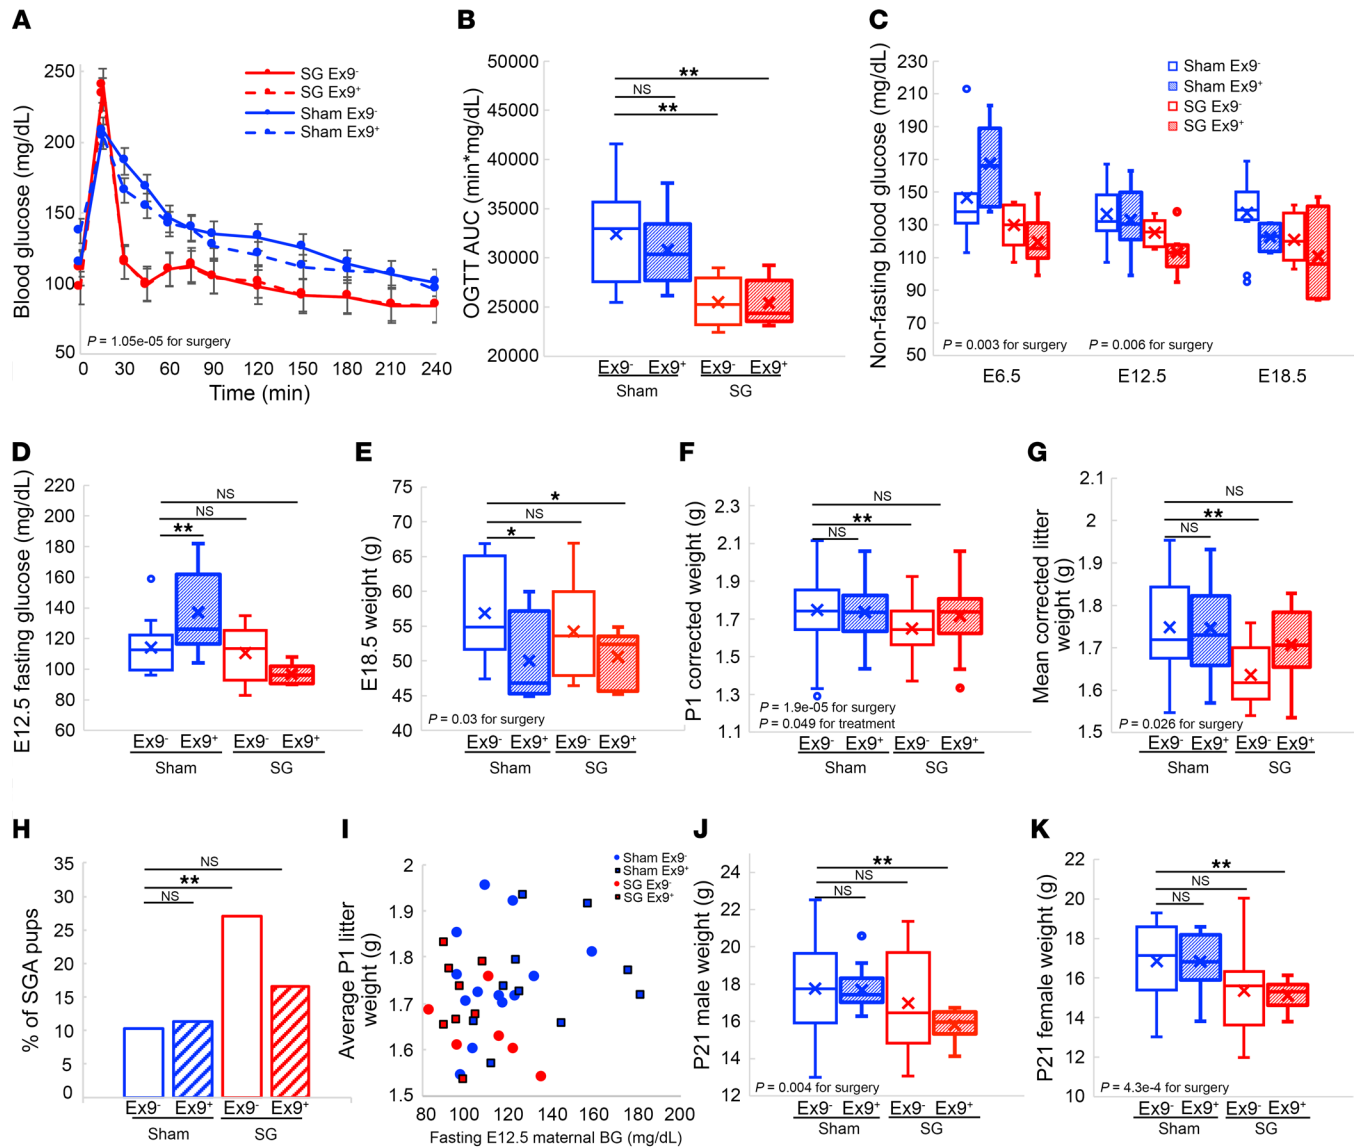 A
Blood glucose (mg/dL)
250
200
150
100
50
SG Ex9-
SG Ex9+
Sham Ex9-
Sham Ex9+
P = 1.05e-05 for surgery
0 30 60 90 120 150 180 210 240
Time (min)
B
OGTT AUC (min*mg/dL)
50000
45000
40000
35000
30000
25000
20000
**
NS
**
Ex9- Ex9+ Ex9- Ex9+
Sham SG
C
Non-fasting blood glucose (mg/dL)
230
210
190
170
150
130
110
90
70
50
Sham Ex9-
Sham Ex9+
SG Ex9-
SG Ex9+
P = 0.003 for surgery P = 0.006 for surgery
E6.5 E12.5 E18.5
D
E12.5 fasting glucose (mg/dL)
220
200
180
160
140
120
100
80
60
NS
NS
**
Ex9- Ex9+ Ex9- Ex9+
Sham SG
E
E18.5 weight (g)
75
70
65
60
55
50
45
40
*
NS
*
P = 0.03 for surgery
Ex9- Ex9+ Ex9- Ex9+
Sham SG
F
P1 corrected weight (g)
2.3
2.1
1.9
1.7
1.5
1.3
1.1
NS
**
NS
P = 1.9e-05 for surgery
P = 0.049 for treatment
Ex9- Ex9+ Ex9- Ex9+
Sham SG
G
Mean corrected litter
weight (g)
2.1
2
1.9
1.8
1.7
1.6
1.5
NS
**
NS
P = 0.026 for surgery
Ex9- Ex9+ Ex9- Ex9+
Sham SG
H
% of SGA pups
35
30
25
20
15
10
5
0
NS
**
NS
Ex9- Ex9+ Ex9- Ex9+
Sham SG
I
Average P1 litter
weight (g)
2
1.9
1.8
1.7
1.6
1.5
Sham Ex9-
Sham Ex9+
SG Ex9-
SG Ex9+
80 100 120 140 160 180 200
Fasting E12.5 maternal BG (mg/dL)
J
P21 male weight (g)
24
22
20
18
16
14
12
**
NS
NS
P = 0.004 for surgery
Ex9- Ex9+ Ex9- Ex9+
Sham SG
K
P21 female weight (g)
22
20
18
16
14
12
10
**
NS
NS
P = 4.3e-4 for surgery
Ex9- Ex9+ Ex9- Ex9+
Sham SG